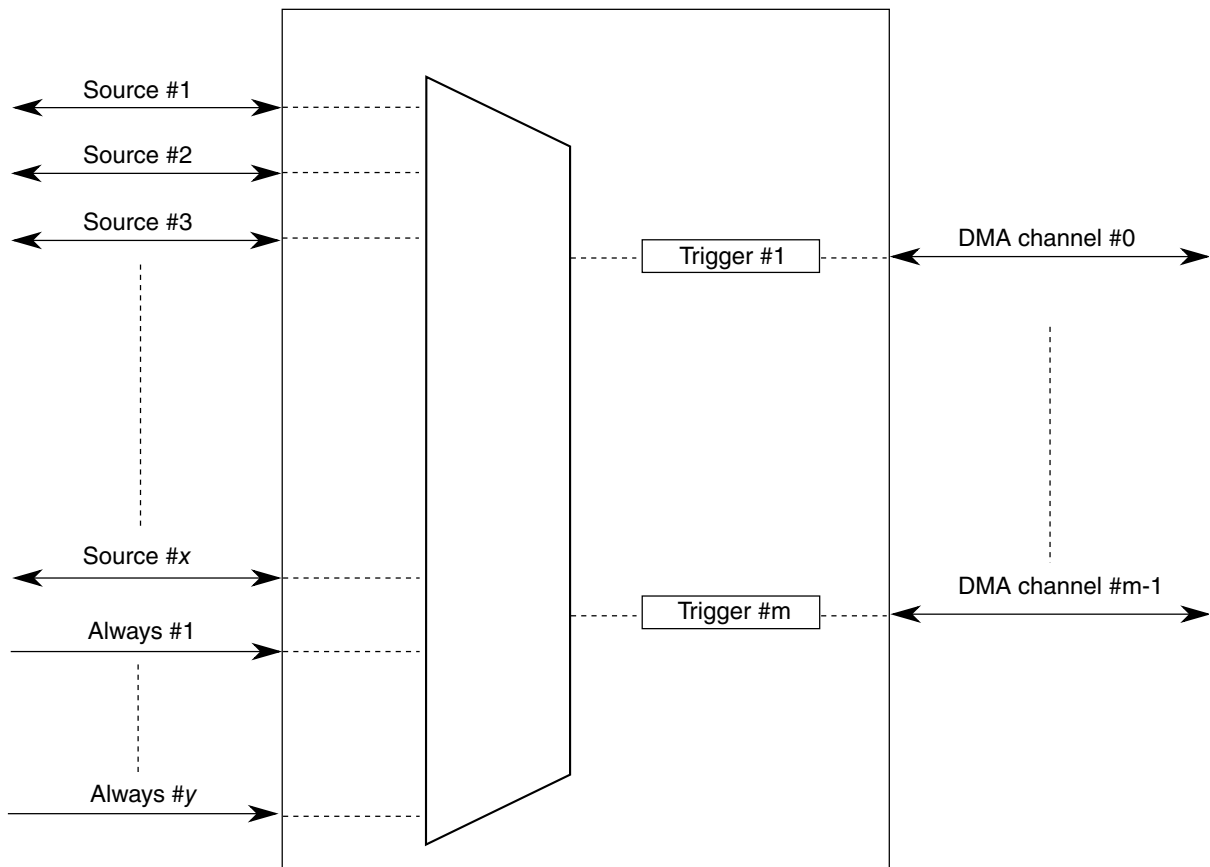 Source #1
Source #2
Source #3
Trigger #1
DMA channel #0
Source #x
Always #1
Trigger #m
DMA channel #m-1
Always #y